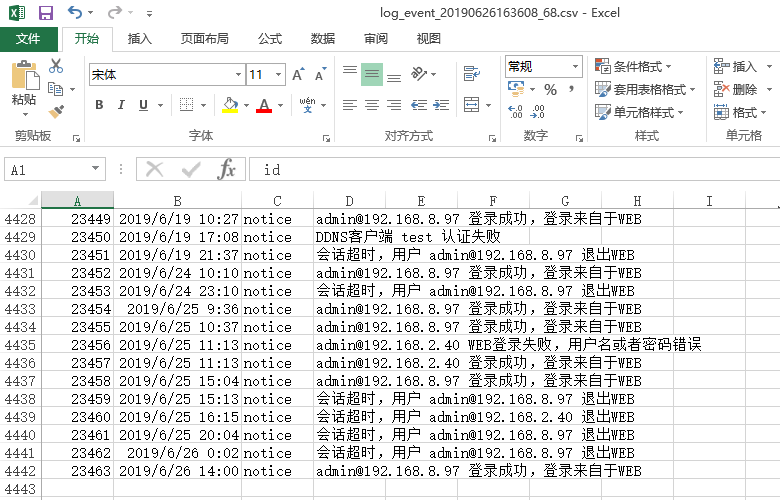 log_event_20190626163608_68.csv - Excel
文件 开始 插入 页面布局 公式 数据 审阅 视图
宋体 11 A A 常规 条件格式 插入
粘贴 B I U A wén 文 % , 套用表格格式 删除
.0 .00 单元格样式 格式
剪贴板 字体 对齐方式 数字 样式 单元格
A1 fx id
A B C D E F G H I
4428 23449 2019/6/19 10:27 notice admin@192.168.8.97 登录成功，登录来自于WEB
4429 23450 2019/6/19 17:08 notice DDNS客户端 test 认证失败
4430 23451 2019/6/19 21:37 notice 会话超时，用户 admin@192.168.8.97 退出WEB
4431 23452 2019/6/24 10:10 notice admin@192.168.8.97 登录成功，登录来自于WEB
4432 23453 2019/6/24 23:10 notice 会话超时，用户 admin@192.168.8.97 退出WEB
4433 23454 2019/6/25 9:36 notice admin@192.168.8.97 登录成功，登录来自于WEB
4434 23455 2019/6/25 10:37 notice admin@192.168.8.97 登录成功，登录来自于WEB
4435 23456 2019/6/25 11:13 notice admin@192.168.2.40 WEB登录失败，用户名或者密码错误
4436 23457 2019/6/25 11:13 notice admin@192.168.2.40 登录成功，登录来自于WEB
4437 23458 2019/6/25 15:04 notice admin@192.168.8.97 登录成功，登录来自于WEB
4438 23459 2019/6/25 15:13 notice 会话超时，用户 admin@192.168.8.97 退出WEB
4439 23460 2019/6/25 16:15 notice 会话超时，用户 admin@192.168.2.40 退出WEB
4440 23461 2019/6/25 20:04 notice 会话超时，用户 admin@192.168.8.97 退出WEB
4441 23462 2019/6/26 0:02 notice 会话超时，用户 admin@192.168.8.97 退出WEB
4442 23463 2019/6/26 14:00 notice admin@192.168.8.97 登录成功，登录来自于WEB
4443